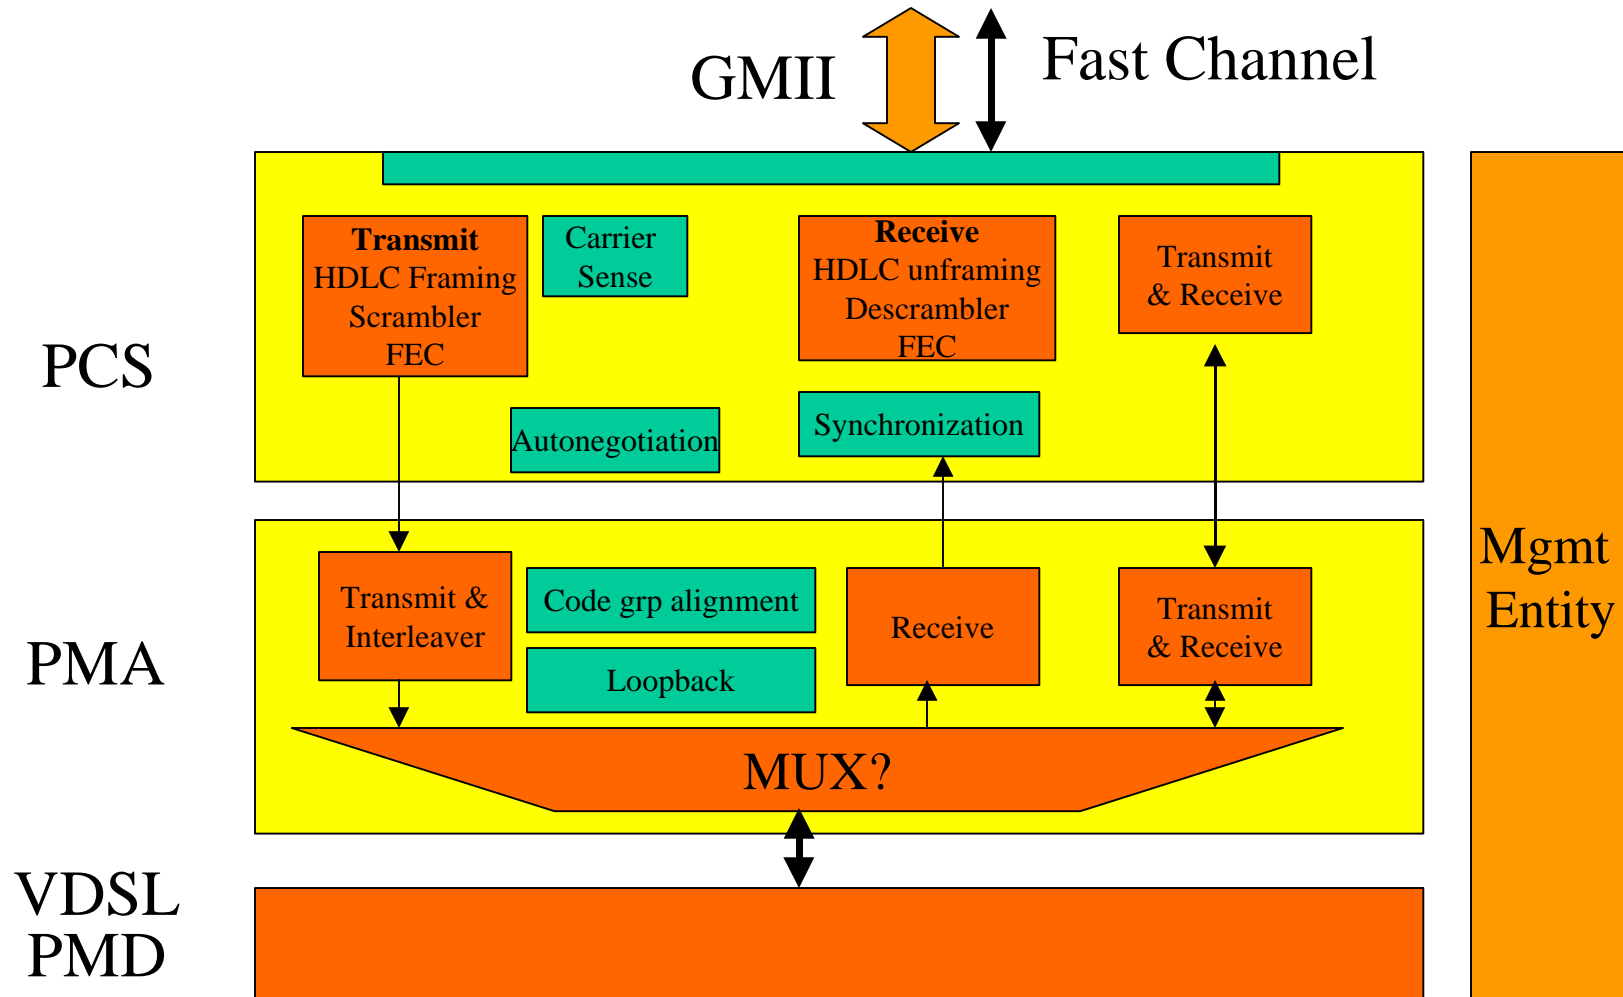 GMII
Fast Channel
PCS
Transmit
HDLC Framing
Scrambler
FEC
Carrier
Sense
Receive
HDLC unframing
Descrambler
FEC
Transmit
& Receive
Autonegotiation
Synchronization
PMA
Transmit &
Interleaver
Code grp alignment
Loopback
Receive
Transmit
& Receive
MUX?
Mgmt
Entity
VDSL
PMD